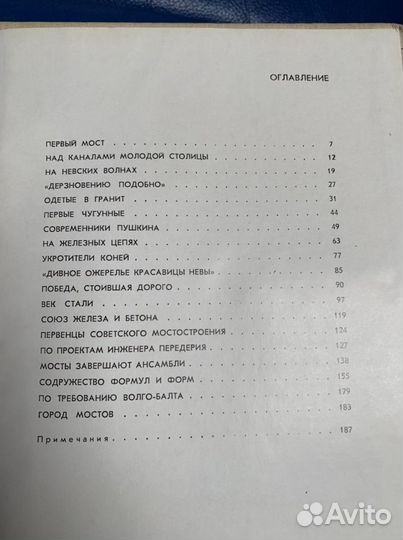 ОГЛАВЛЕНИЕ
ПЕРВЫЙ МОСТ . . . . . . . . . . . . . . . . 7
НАД КАНАЛАМИ МОЛОДОЙ СТОЛИЦЫ . . . . . . . . 12
НА НЕВСКИХ ВОЛНАХ . . . . . . . . . . . . . 19
«ДЕРЗНОВЕНИЮ ПОДОБНО» . . . . . . . . . . . 27
ОДЕТЫЕ В ГРАНИТ . . . . . . . . . . . . . . 31
ПЕРВЫЕ ЧУГУННЫЕ . . . . . . . . . . . . . . 44
СОВРЕМЕННИКИ ПУШКИНА . . . . . . . . . . . . 49
НА ЖЕЛЕЗНЫХ ЦЕПЯХ . . . . . . . . . . . . . 63
УКРОТИТЕЛИ КОНЕЙ . . . . . . . . . . . . . . 77
«ДИВНОЕ ОЖЕРЕЛЬЕ КРАСАВИЦЫ НЕВЫ» . . . . . . 85
ПОБЕДА, СТОИВШАЯ ДОРОГО . . . . . . . . . . 90
ВЕК СТАЛИ . . . . . . . . . . . . . . . . . 97
СОЮЗ ЖЕЛЕЗА И БЕТОНА . . . . . . . . . . . . 119
ПЕРВЕНЦЫ СОВЕТСКОГО МОСТОСТРОЕНИЯ . . . . . 124
ПО ПРОЕКТАМ ИНЖЕНЕРА ПЕРЕДЕРИЯ . . . . . . . 127
МОСТЫ ЗАВЕРШАЮТ АНСАМБЛИ . . . . . . . . . . 138
СОДРУЖЕСТВО ФОРМУЛ И ФОРМ . . . . . . . . . 155
ПО ТРЕБОВАНИЮ ВОЛГО-БАЛТА . . . . . . . . . 179
ГОРОД МОСТОВ . . . . . . . . . . . . . . . . 183
Примечания . . . . . . . . . . . . . . . . . 187
Avito